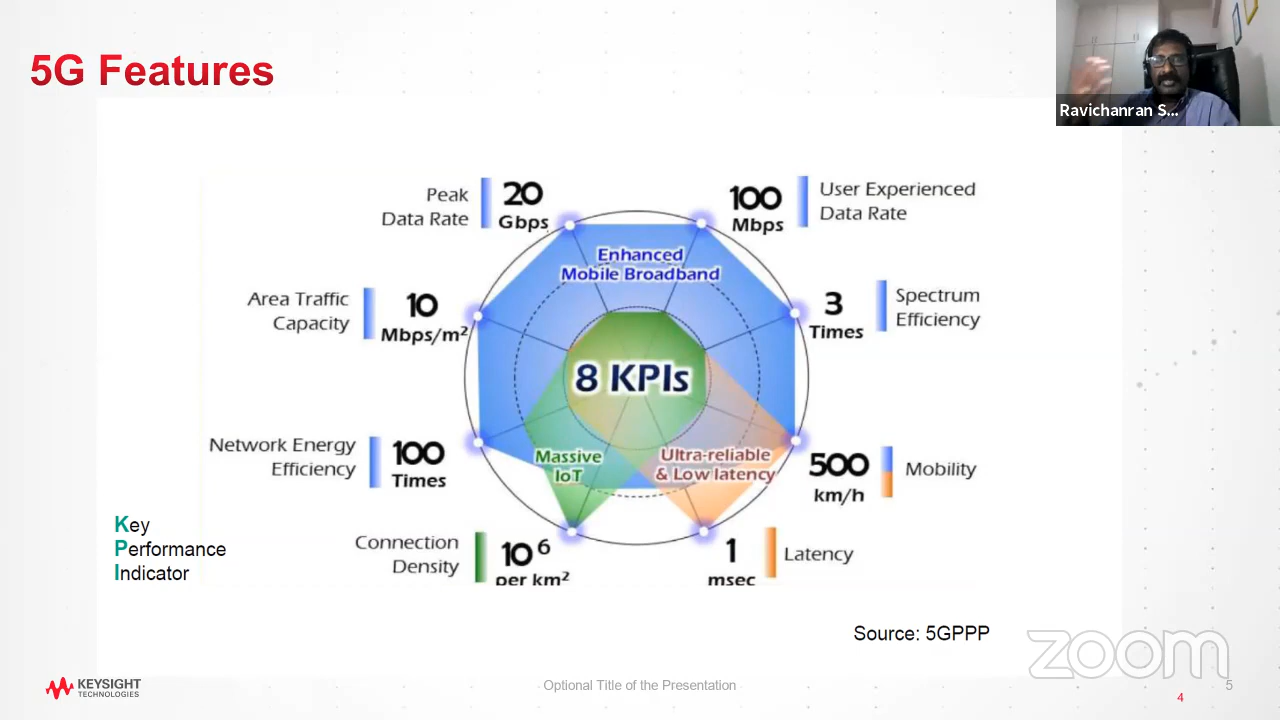 5G Features
Ravichanran S...
Peak
Data Rate
20
Gbps
100
Mbps
User Experienced
Data Rate
Enhanced
Mobile Broadband
Area Traffic
Capacity
10
Mbps/m²
3
Times
Spectrum
Efficiency
8 KPIs
Network Energy
Efficiency
100
Times
Massive
IoT
Ultra-reliable
& Low latency
500
km/h
Mobility
Key
Performance
Indicator
Connection
Density
10⁶
per km²
1
msec
Latency
Source: 5GPPP
zoom
KEYSIGHT
TECHNOLOGIES
Optional Title of the Presentation
5
4